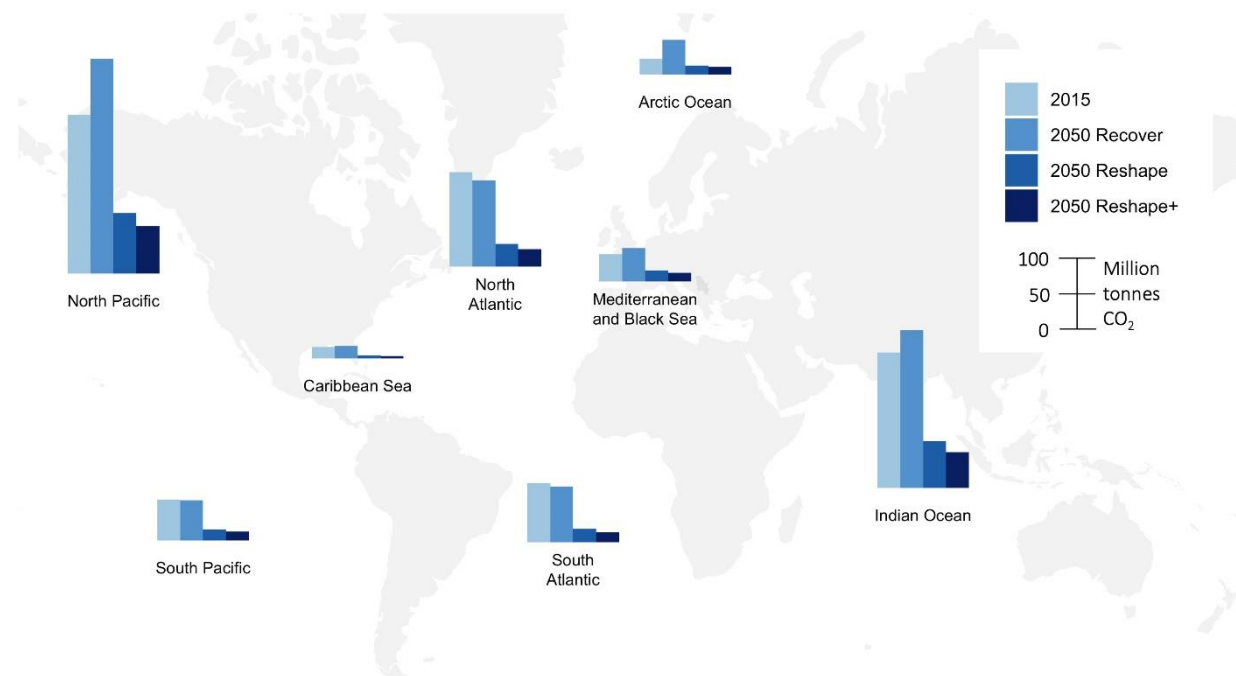 Arctic Ocean
2015
2050 Recover
2050 Reshape
2050 Reshape+
100
50
0
Million
tonnes
CO₂
North Pacific
North
Atlantic
Mediterranean
and Black Sea
Caribbean Sea
Indian Ocean
South Pacific
South
Atlantic